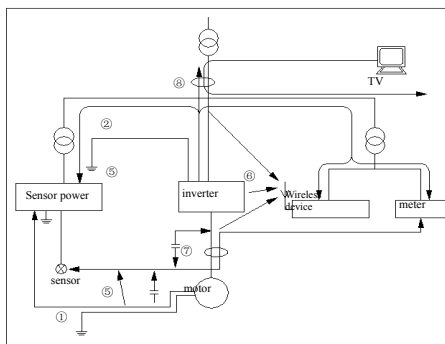 ⑧
TV
②
⑤
⑥
Sensor power
inverter
Wireless
device
meter
⑦
sensor
⑤
motor
①